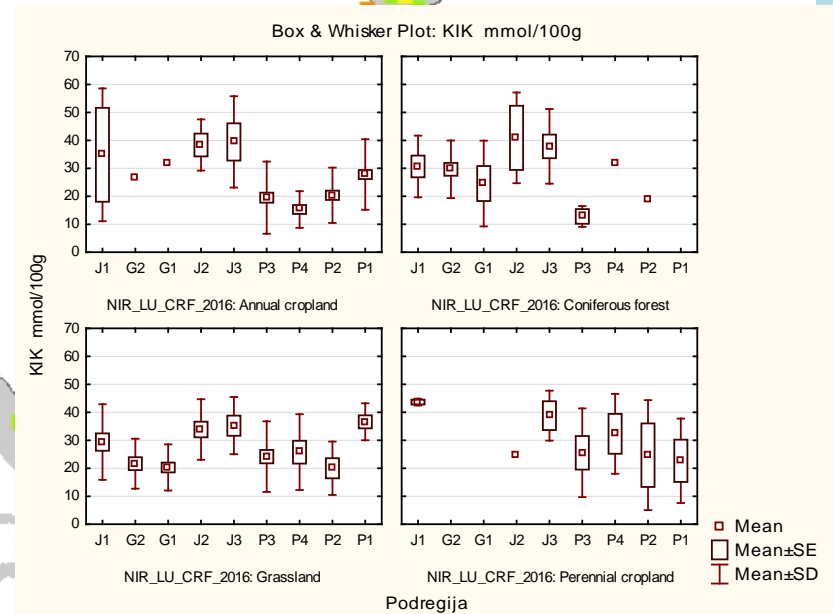 Box & Whisker Plot: KIK mmol/100g
KIK mmol/100g
70
60
50
40
30
20
10
0
J1 G2 G1 J2 J3 P3 P4 P2 P1
NIR_LU_CRF_2016: Annual cropland
J1 G2 G1 J2 J3 P3 P4 P2 P1
NIR_LU_CRF_2016: Coniferous forest
70
60
50
40
30
20
10
0
J1 G2 G1 J2 J3 P3 P4 P2 P1
NIR_LU_CRF_2016: Grassland
J1 G2 G1 J2 J3 P3 P4 P2 P1
NIR_LU_CRF_2016: Perennial cropland
Podregija
Mean
Mean±SE
Mean±SD